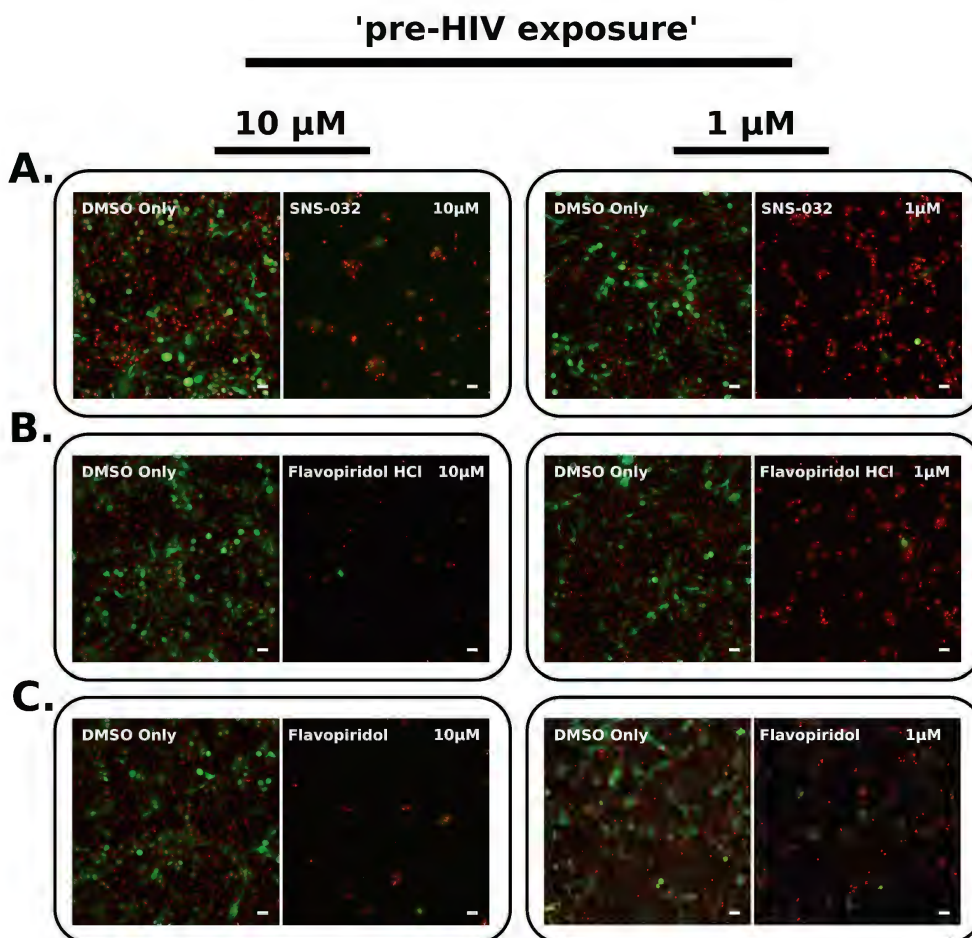 'pre-HIV exposure'
10 µM
1 µM
A.
DMSO Only
SNS-032 10µM
DMSO Only
SNS-032 1µM
B.
DMSO Only
Flavopiridol HCl 10µM
DMSO Only
Flavopiridol HCl 1µM
C.
DMSO Only
Flavopiridol 10µM
DMSO Only
Flavopiridol 1µM